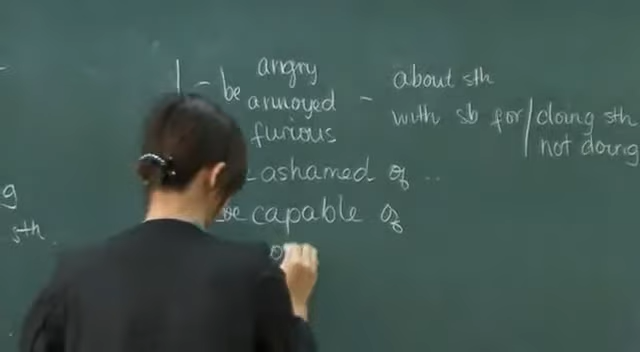 angry
be annoyed – about sth
furious with sb for / doing sth
not doing
ashamed of ..
be capable of
g
sth